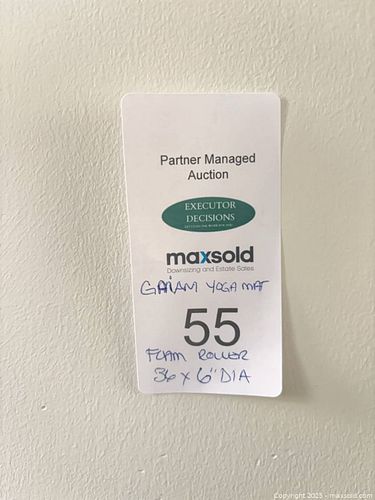 Partner Managed
Auction
EXECUTOR
DECISIONS
maxsold
Downsizing and Estate Sales
GAIAM YOGA MAT
55
FOAM ROLLER
36 x 6" DIA
Copyright 2025 - maxsold.com